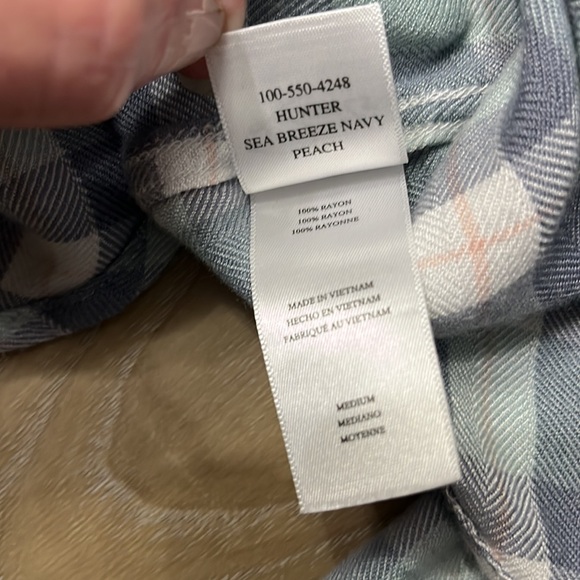 100-550-4248
HUNTER
SEA BREEZE NAVY
PEACH
100% RAYON
100% RAYON
100% RAYONNE
MADE IN VIETNAM
HECHO EN VIETNAM
FABRIQUÉ AU VIETNAM
MEDIUM
MEDIANO
MOYENNE